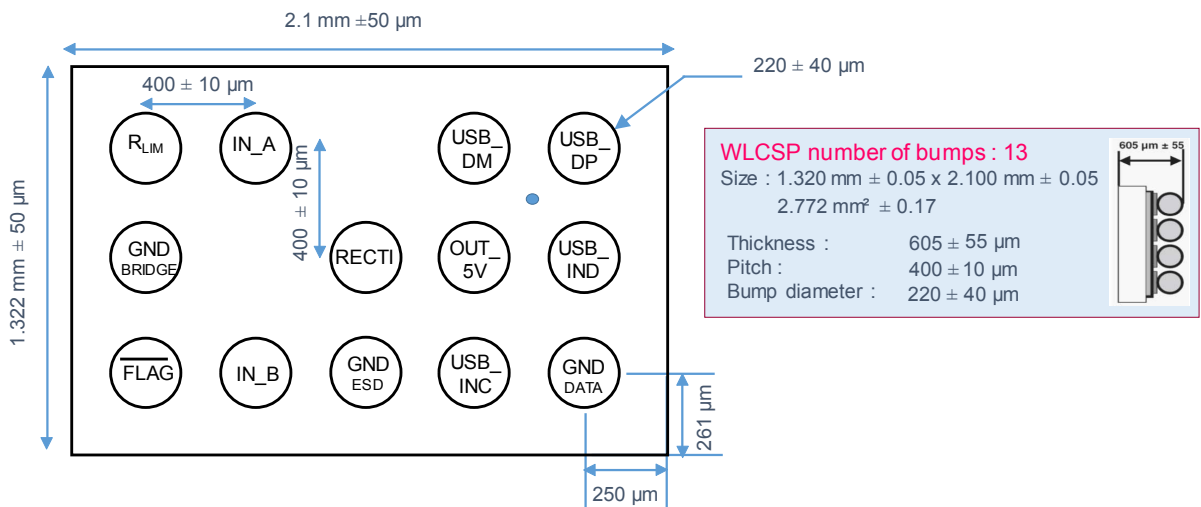 2.1 mm ±50 µm
1.322 mm ± 50 µm
400 ± 10 µm
400 ± 10 µm
220 ± 40 µm
RLIM
IN_A
USB_
DM
USB_
DP
GND
BRIDGE
RECTI
OUT_
5V
USB_
IND
FLAG
IN_B
GND
ESD
USB_
INC
GND
DATA
261 µm
250 µm
WLCSP number of bumps : 13
Size : 1.320 mm ± 0.05 x 2.100 mm ± 0.05
2.772 mm² ± 0.17
Thickness : 605 ± 55 µm
Pitch : 400 ± 10 µm
Bump diameter : 220 ± 40 µm
605 µm ± 55